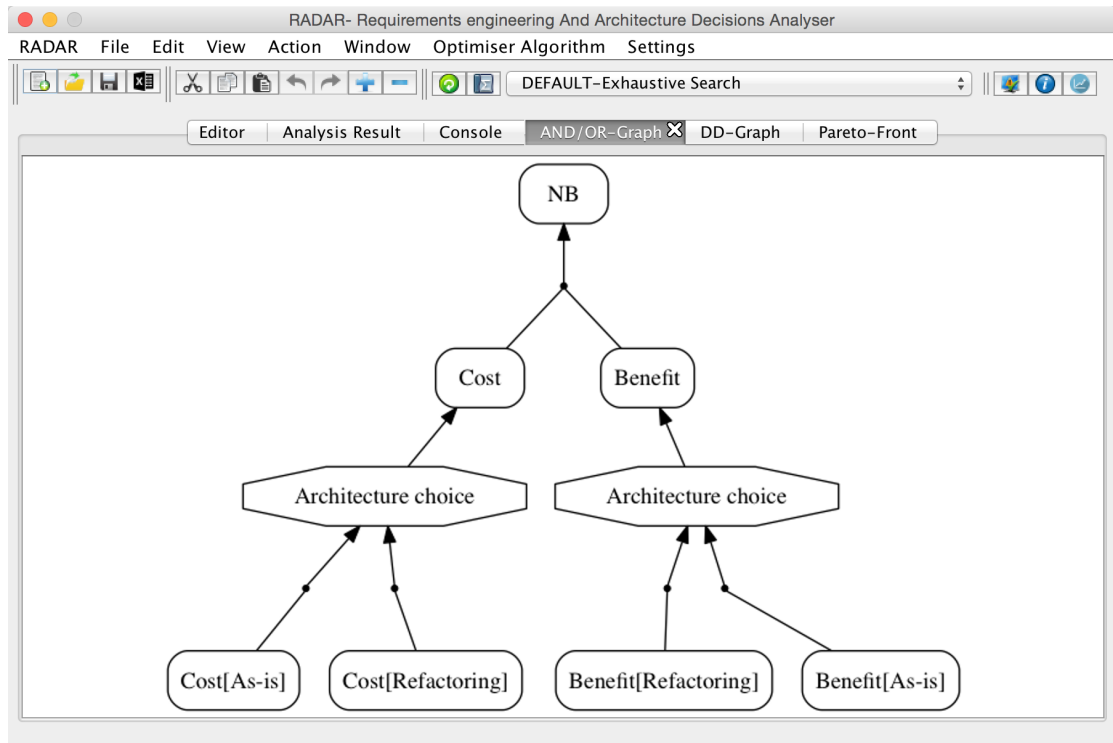 RADAR- Requirements engineering And Architecture Decisions Analyser
RADAR File Edit View Action Window Optimiser Algorithm Settings
DEFAULT-Exhaustive Search
Editor Analysis Result Console AND/OR-Graph DD-Graph Pareto-Front
NB
Cost Benefit
Architecture choice Architecture choice
Cost[As-is] Cost[Refactoring] Benefit[Refactoring] Benefit[As-is]